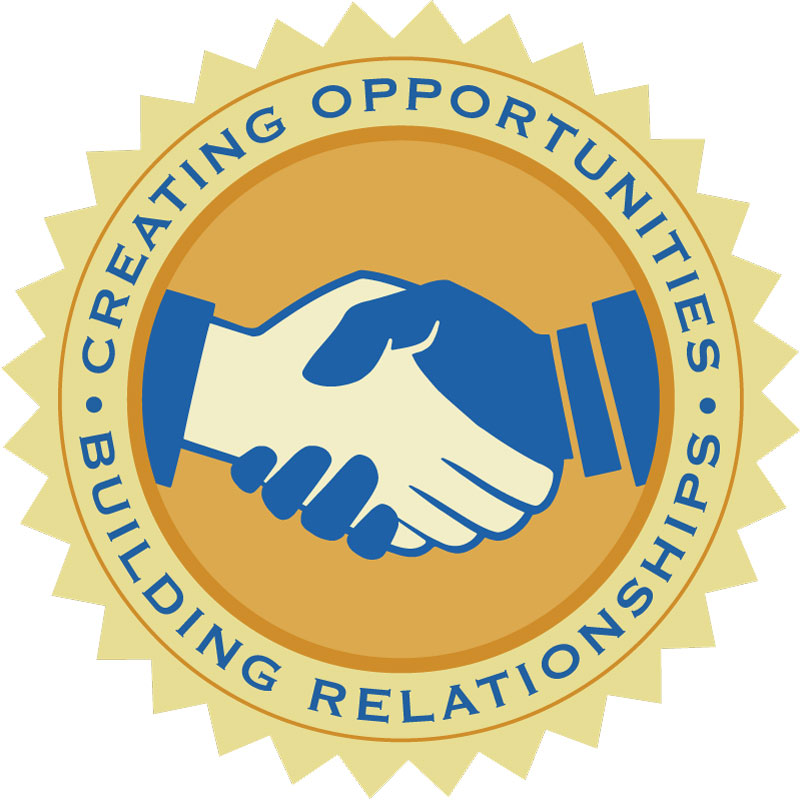 CREATING OPPORTUNITIES
• BUILDING RELATIONSHIPS •